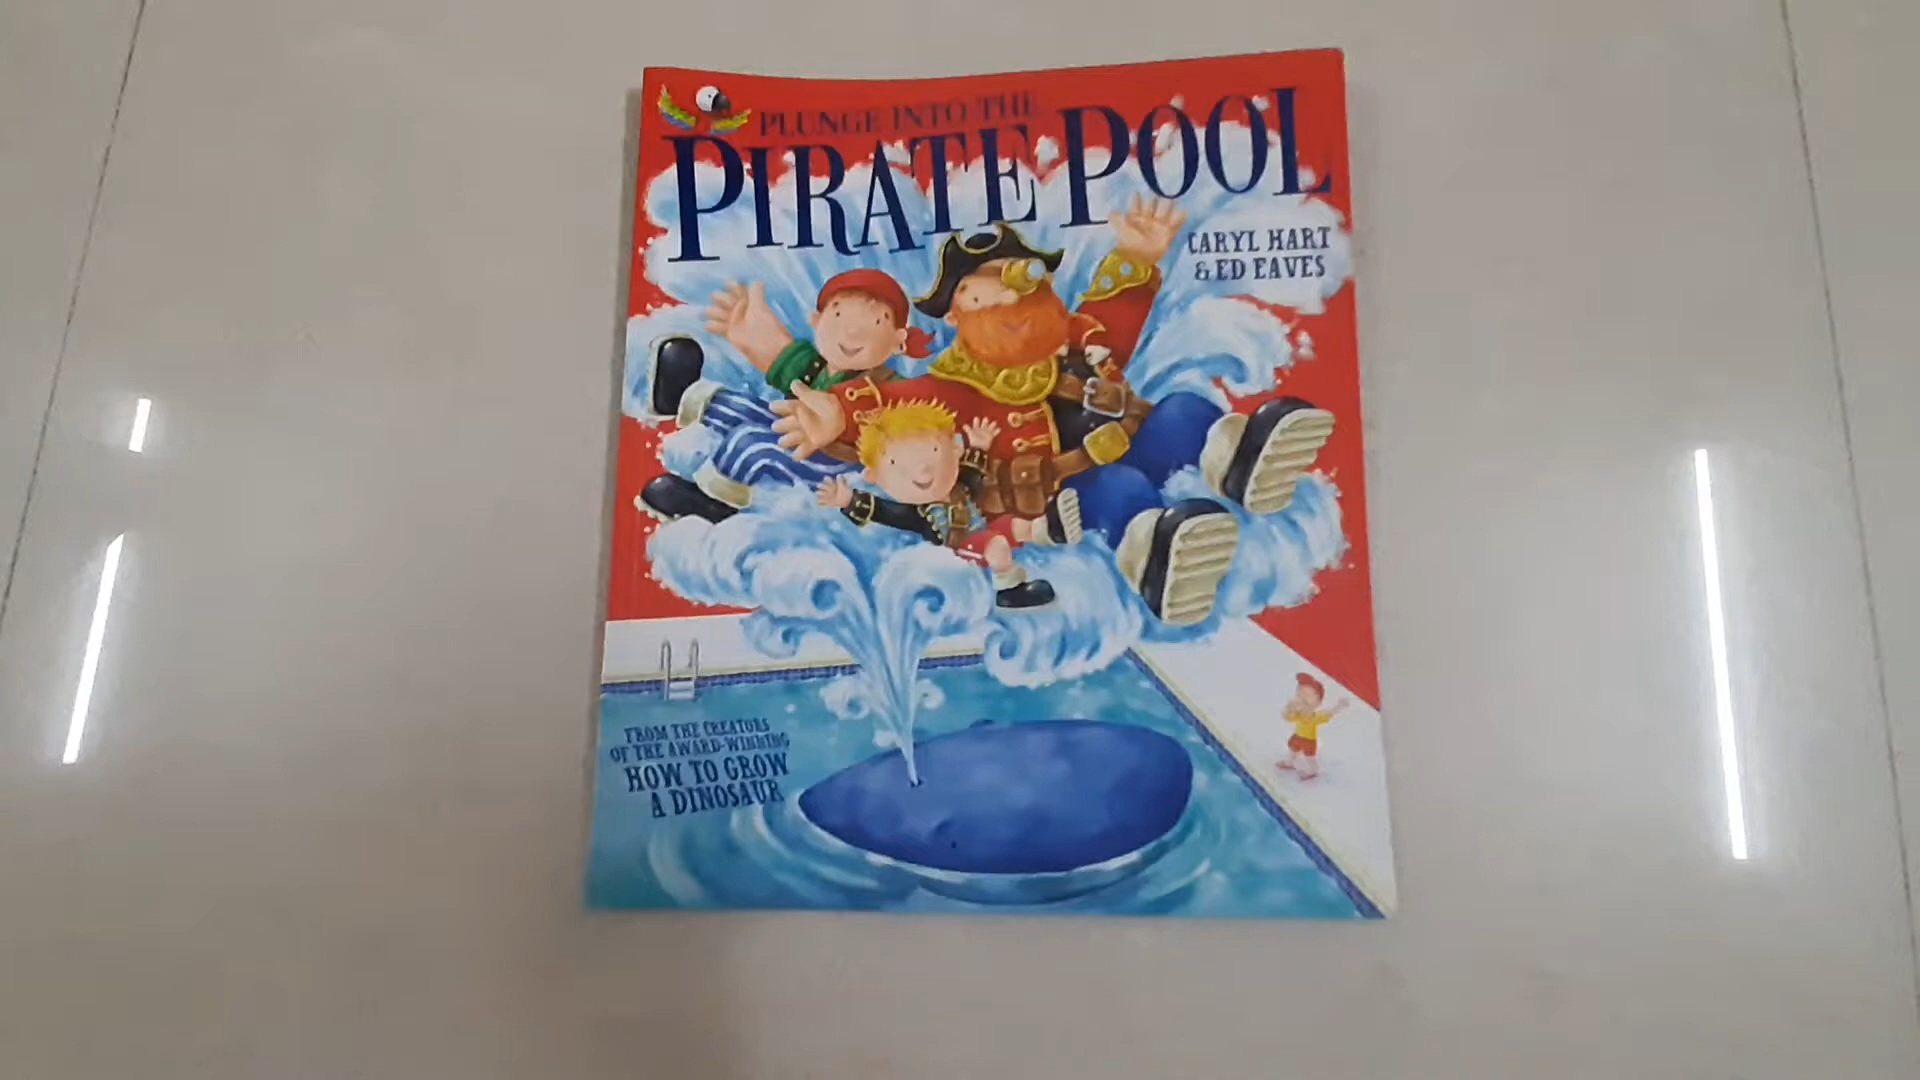 PLUNGE INTO THE
PIRATE POOL
CARYL HART
& ED EAVES
FROM THE CREATORS
OF THE AWARD-WINNING
HOW TO GROW
A DINOSAUR